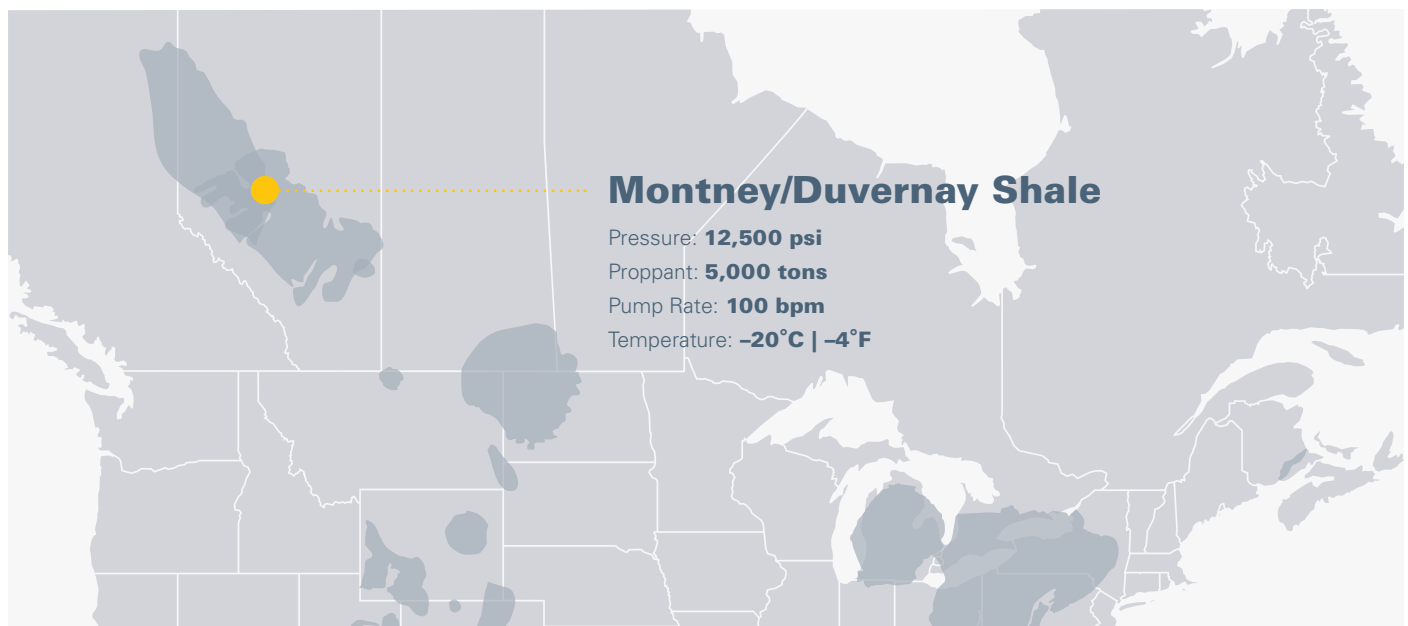 Montney/Duvernay Shale
Pressure: 12,500 psi
Proppant: 5,000 tons
Pump Rate: 100 bpm
Temperature: –20˚C | –4˚F